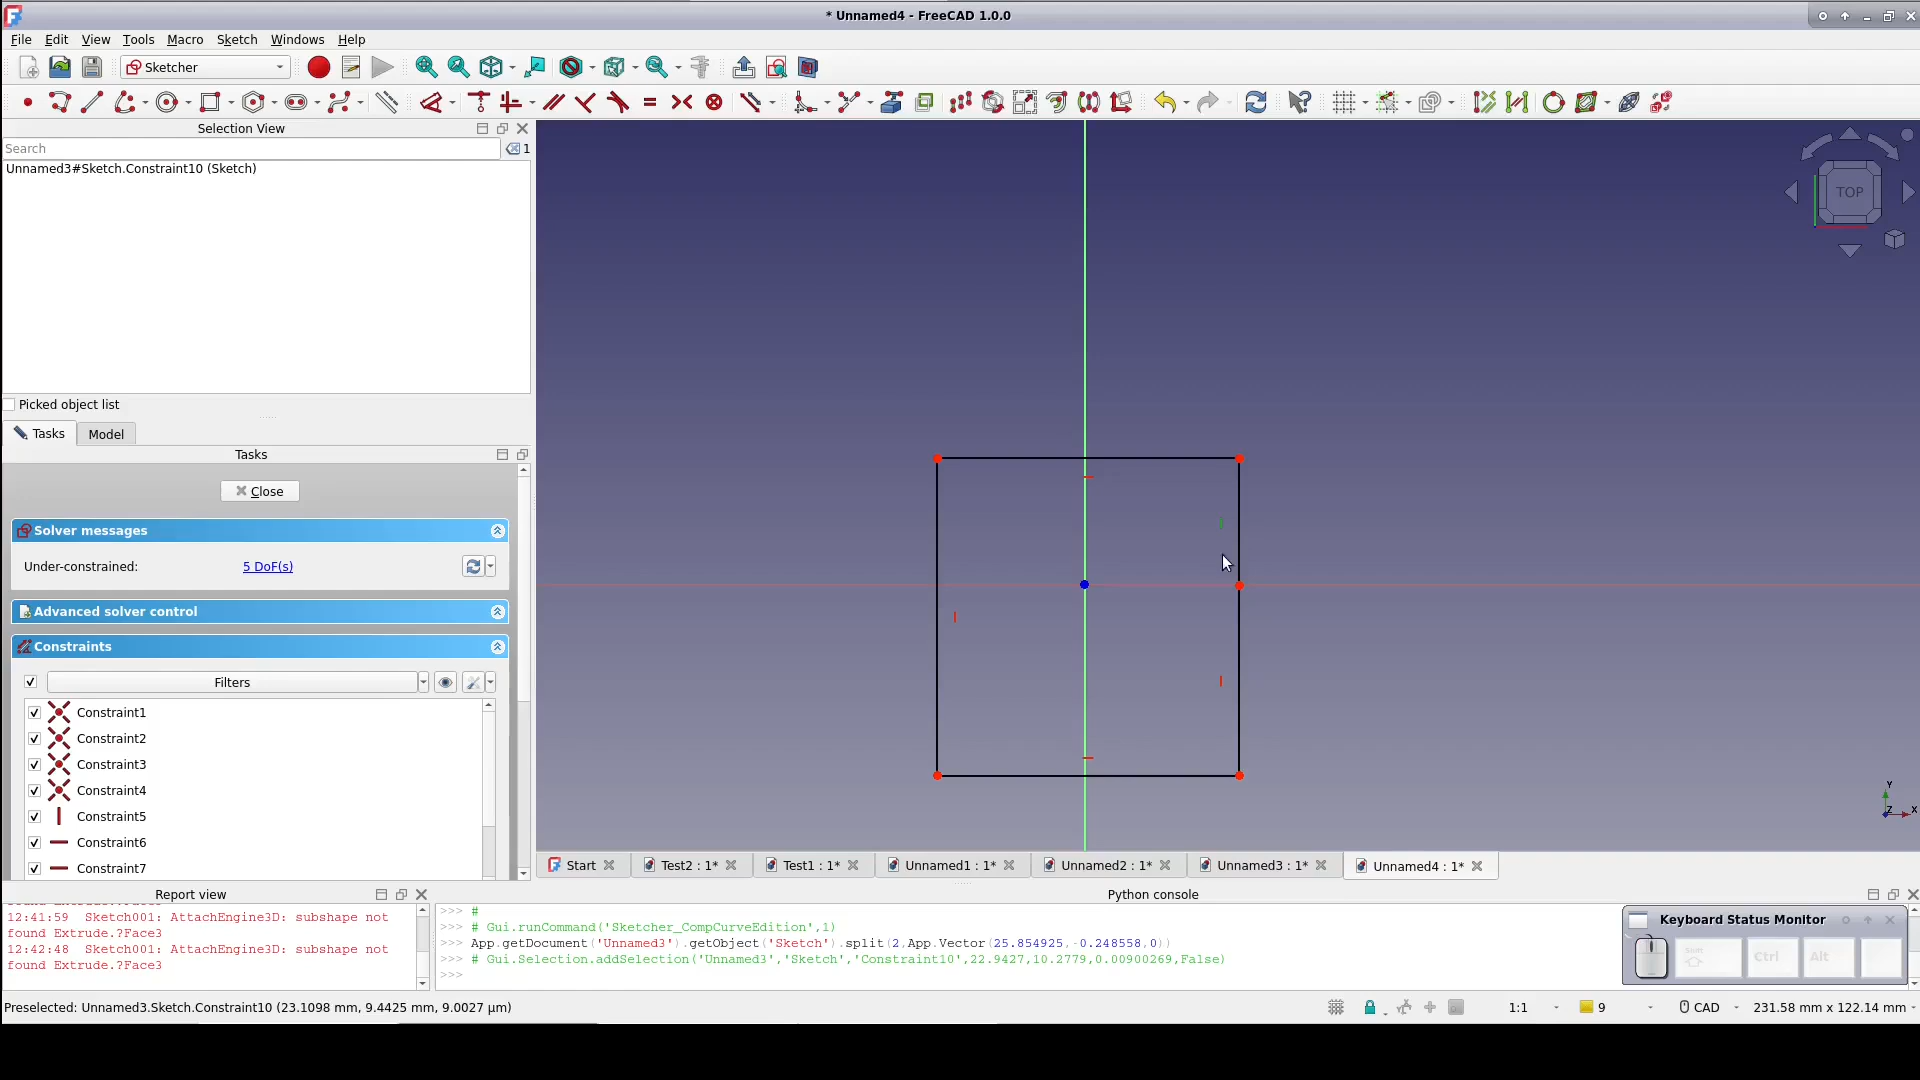 * Unnamed4 - FreeCAD 1.0.0
File Edit View Tools Macro Sketch Windows Help
Sketcher
Selection View
Search
1
Unnamed3#Sketch.Constraint10 (Sketch)
TOP
Picked object list
Tasks Model
Tasks
Close
Solver messages
Under-constrained: 5 DoF(s)
Advanced solver control
Constraints
Filters
Constraint1
Constraint2
Constraint3
Constraint4
Constraint5
Constraint6
Constraint7
Y
Z X
Start Test2 : 1* Test1 : 1* Unnamed1 : 1* Unnamed2 : 1* Unnamed3 : 1* Unnamed4 : 1*
Report view
12:41:59 Sketch001: AttachEngine3D: subshape not
found Extrude.?Face3
12:42:48 Sketch001: AttachEngine3D: subshape not
found Extrude.?Face3
Python console
>>> #
>>> # Gui.runCommand('Sketcher_CompCurveEdition',1)
>>> App.getDocument('Unnamed3').getObject('Sketch').split(2,App.Vector(25.854925,-0.248558,0))
>>> # Gui.Selection.addSelection('Unnamed3','Sketch','Constraint10',22.9427,10.2779,0.00900269,False)
>>>
Keyboard Status Monitor
Shift Ctrl Alt
Preselected: Unnamed3.Sketch.Constraint10 (23.1098 mm, 9.4425 mm, 9.0027 µm)
1:1 9 CAD 231.58 mm x 122.14 mm